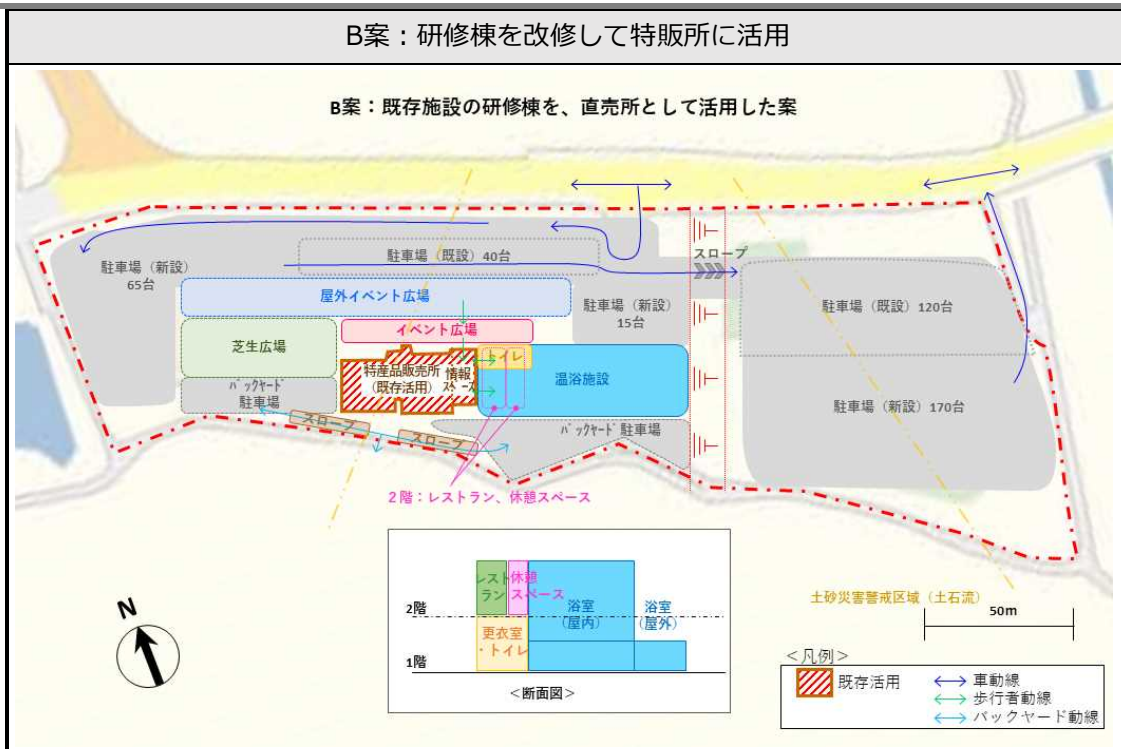 B案：研修棟を改修して特販所に活用
B案：既存施設の研修棟を、直売所として活用した案
駐車場（新設）
65台
駐車場（既設）40台
スロープ
屋外イベント広場
駐車場（新設）
15台
駐車場（既設）120台
イベント広場
芝生広場
トイレ
特産品販売所
（既存活用）
情報
スペース
温浴施設
バックヤード
駐車場
駐車場（新設）170台
スロープ
スロープ
バックヤード駐車場
2階：レストラン、休憩スペース
レスト
ラン
休憩
スペース
2階
浴室
（屋内）
浴室
（屋外）
更衣室
・トイレ
1階
＜断面図＞
N
土砂災害警戒区域（土石流）
50m
＜凡例＞
既存活用
車動線
歩行者動線
バックヤード動線